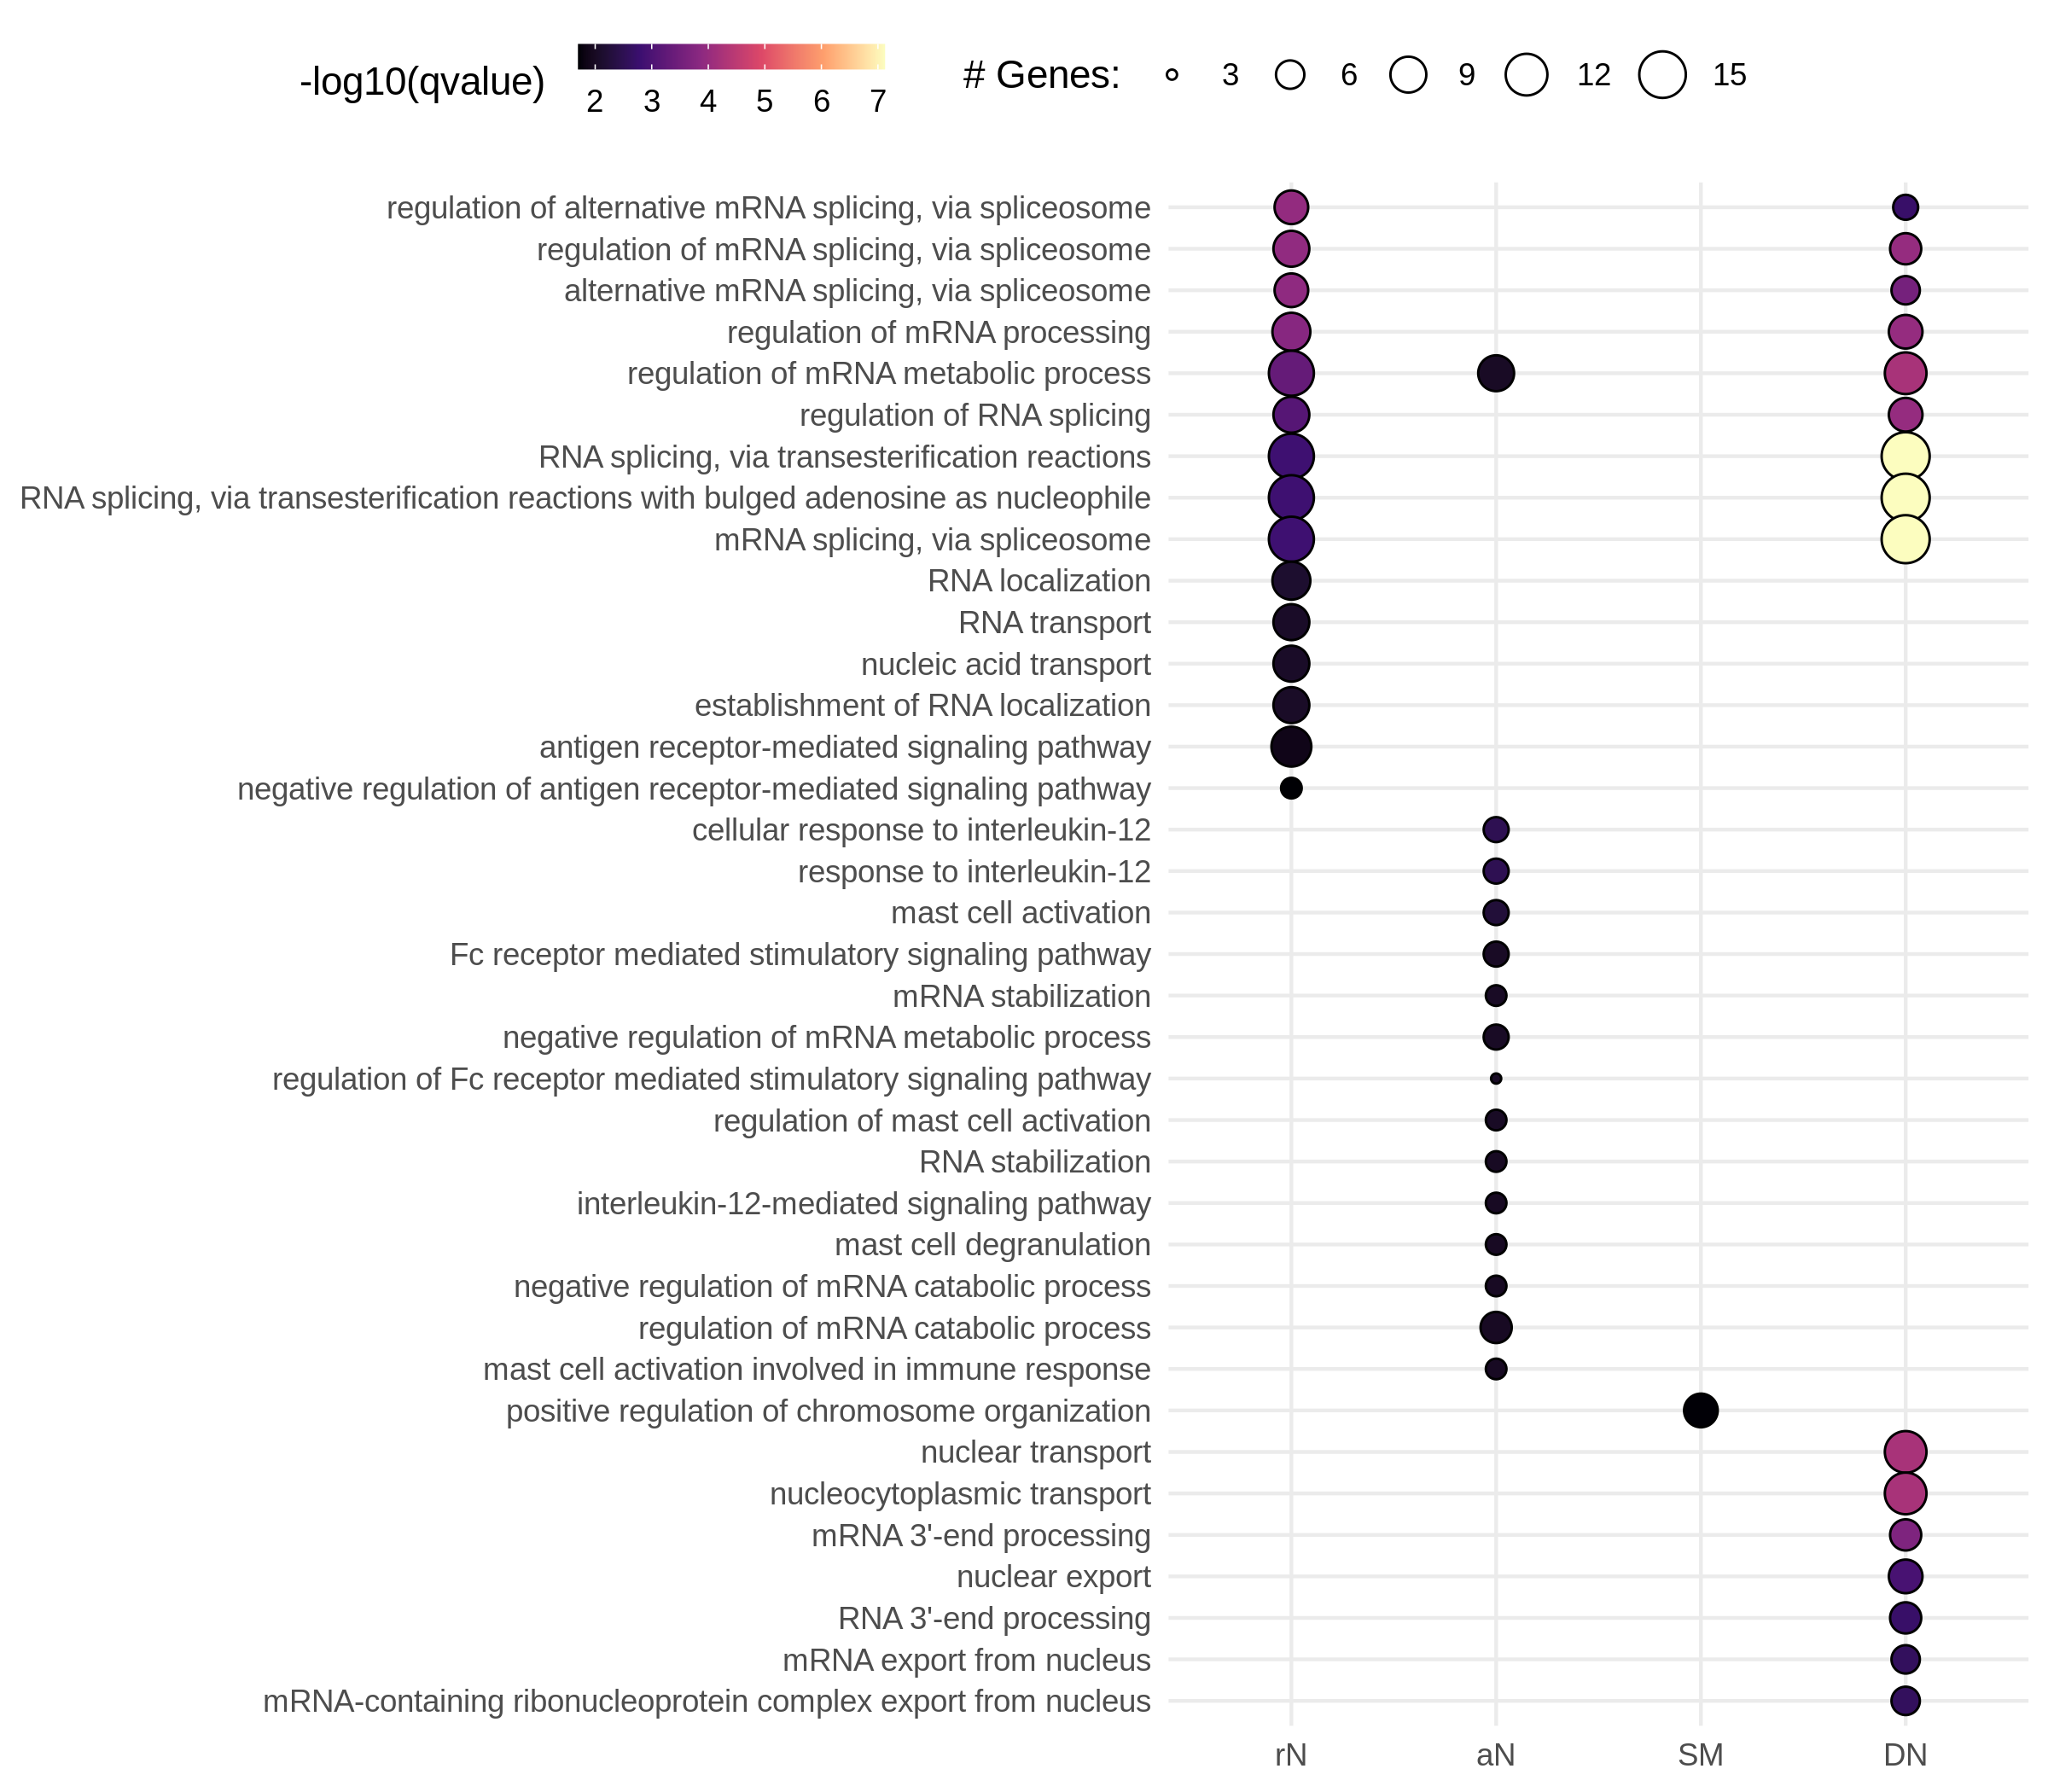 -log10(qvalue)
2 3 4 5 6 7
# Genes: 3 6 9 12 15
regulation of alternative mRNA splicing, via spliceosome
regulation of mRNA splicing, via spliceosome
alternative mRNA splicing, via spliceosome
regulation of mRNA processing
regulation of mRNA metabolic process
regulation of RNA splicing
RNA splicing, via transesterification reactions
RNA splicing, via transesterification reactions with bulged adenosine as nucleophile
mRNA splicing, via spliceosome
RNA localization
RNA transport
nucleic acid transport
establishment of RNA localization
antigen receptor-mediated signaling pathway
negative regulation of antigen receptor-mediated signaling pathway
cellular response to interleukin-12
response to interleukin-12
mast cell activation
Fc receptor mediated stimulatory signaling pathway
mRNA stabilization
negative regulation of mRNA metabolic process
regulation of Fc receptor mediated stimulatory signaling pathway
regulation of mast cell activation
RNA stabilization
interleukin-12-mediated signaling pathway
mast cell degranulation
negative regulation of mRNA catabolic process
regulation of mRNA catabolic process
mast cell activation involved in immune response
positive regulation of chromosome organization
nuclear transport
nucleocytoplasmic transport
mRNA 3'-end processing
nuclear export
RNA 3'-end processing
mRNA export from nucleus
mRNA-containing ribonucleoprotein complex export from nucleus
rN aN SM DN